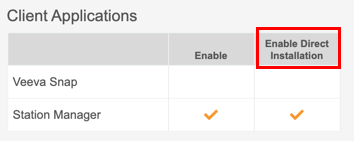 Client Applications
Enable
Enable Direct
Installation
Veeva Snap
Station Manager